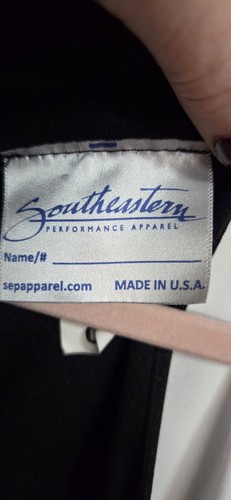 Southeastern
PERFORMANCE APPAREL
Name/#
sepapparel.com MADE IN U.S.A.